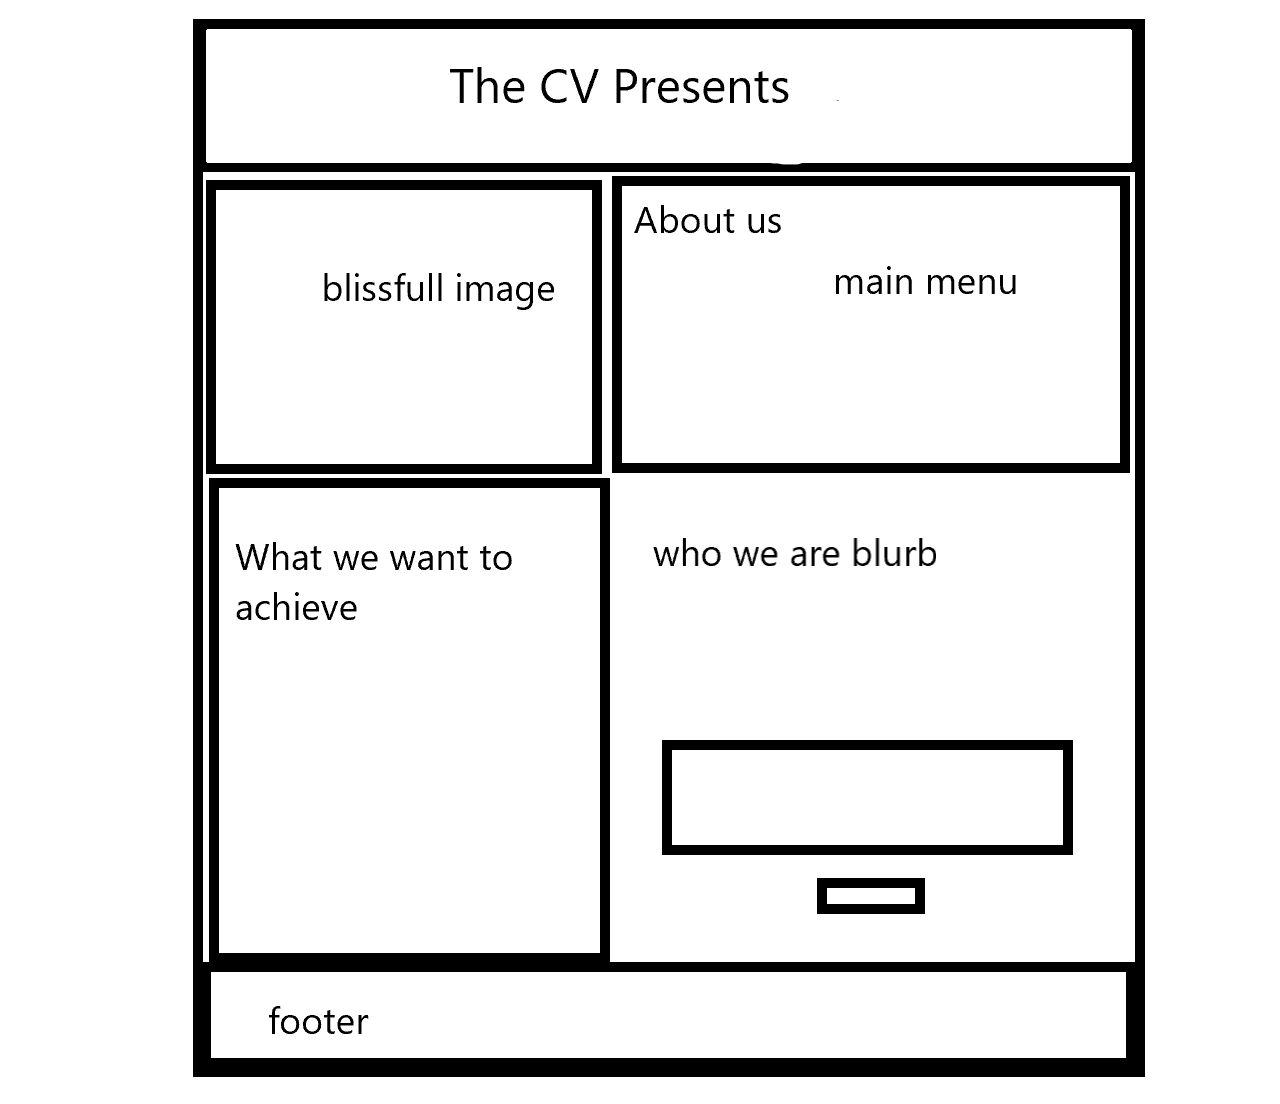 The CV Presents
blissfull image
About us
main menu
What we want to
achieve
who we are blurb
footer